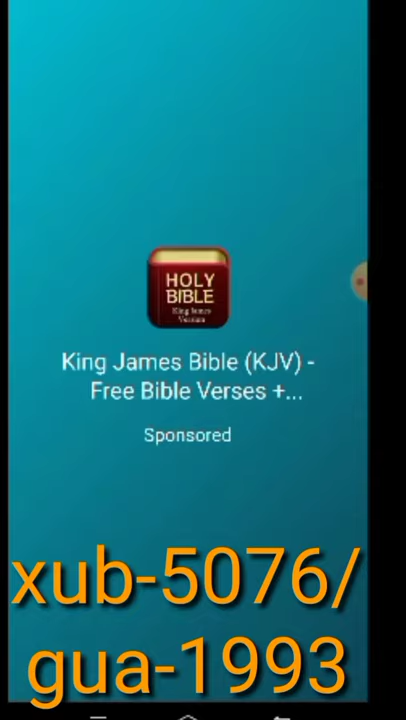 HOLY
BIBLE
King James
Version
King James Bible (KJV) -
Free Bible Verses +...
Sponsored
xub-5076/
gua-1993